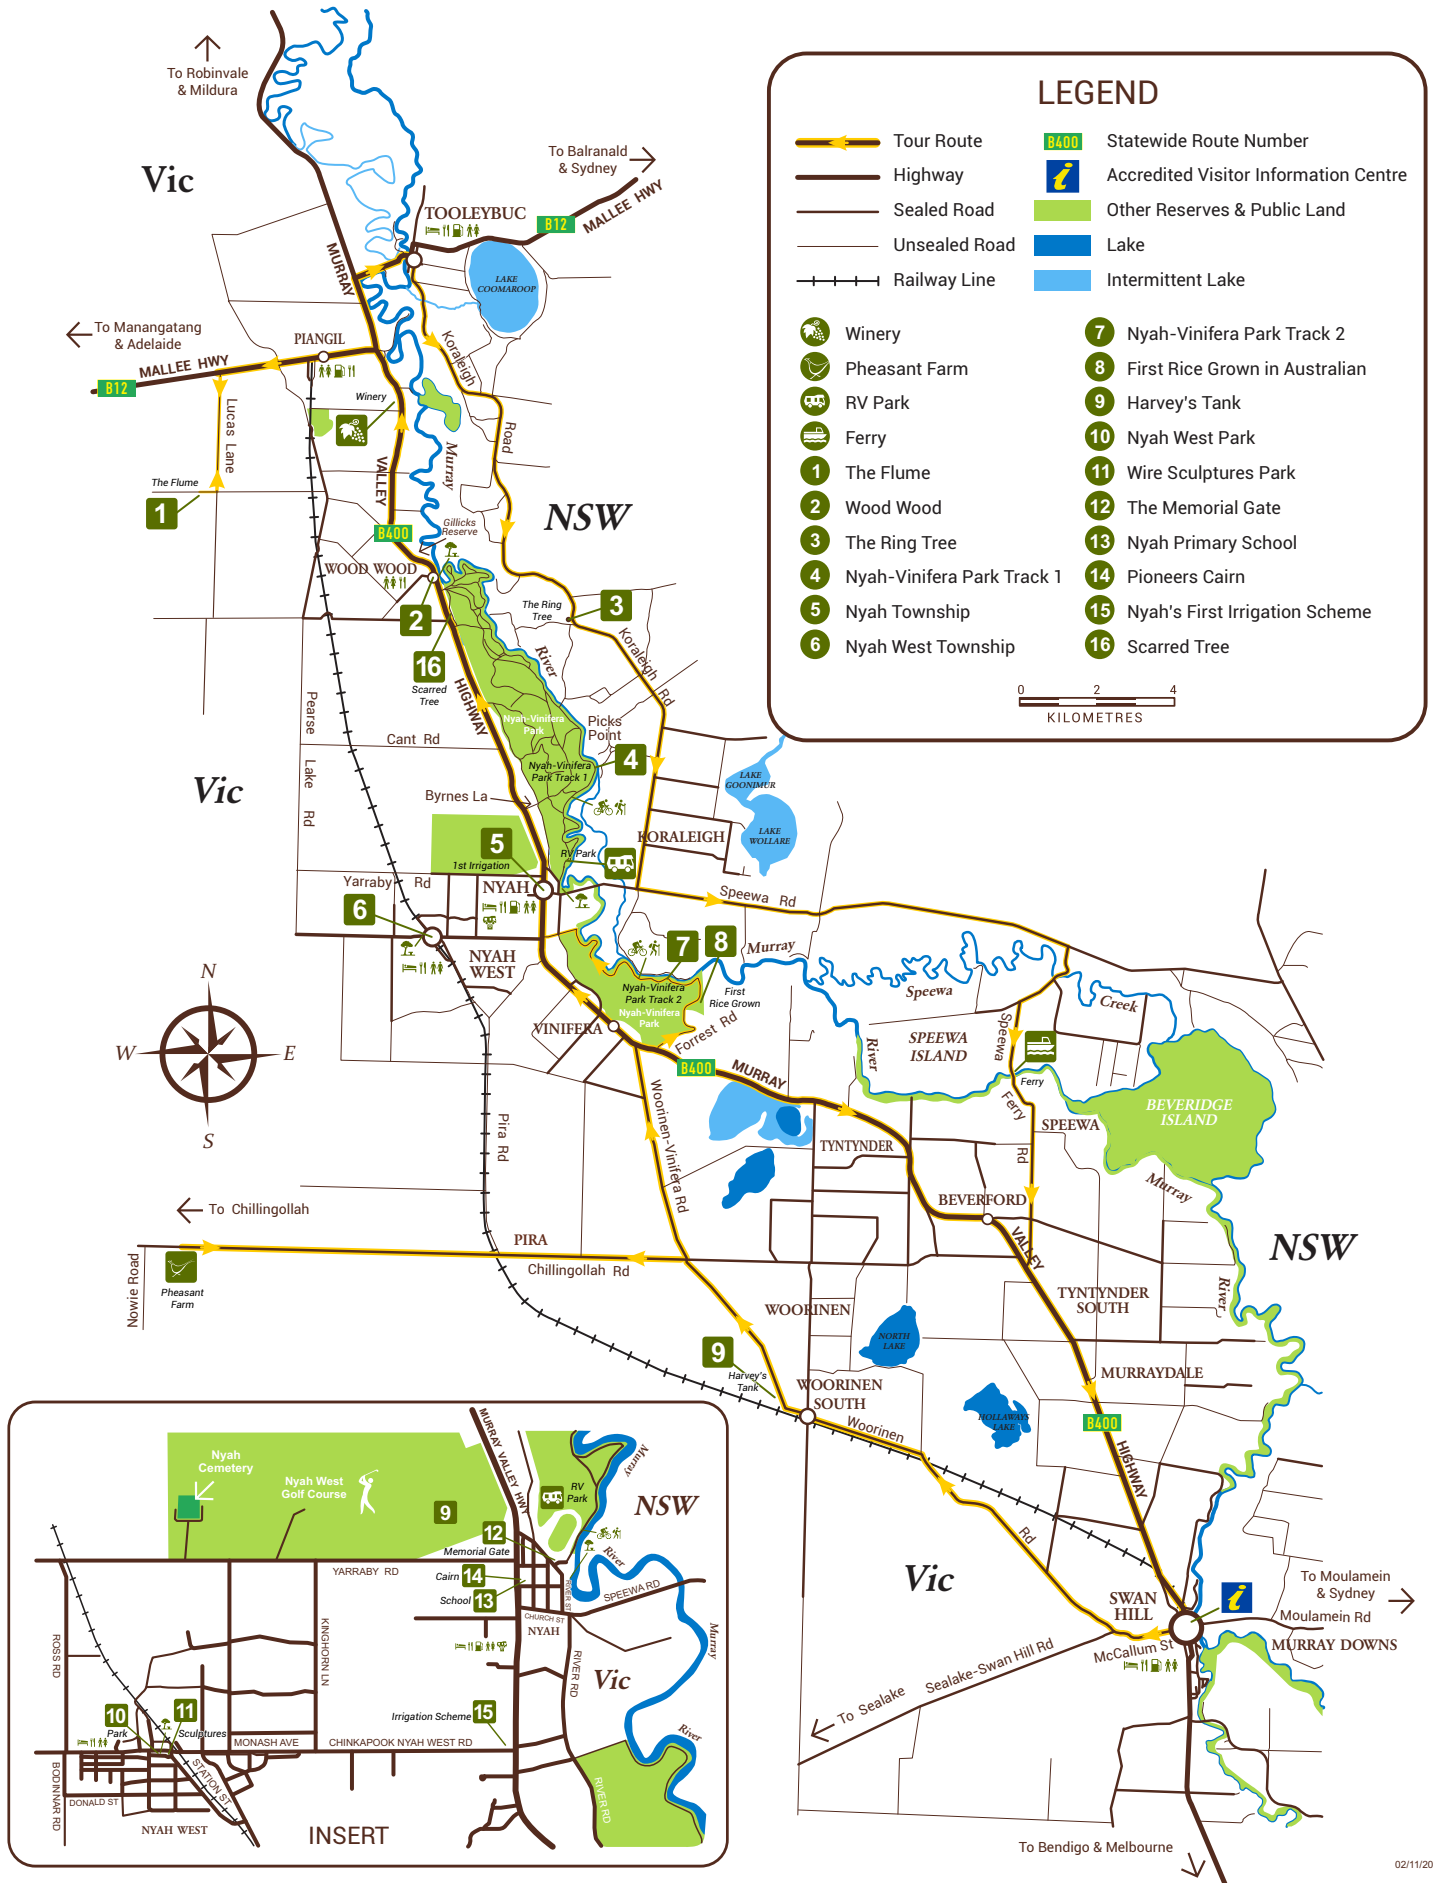 To Robinvale
& Mildura
Vic
To Balranald
& Sydney
MALLEE HWY
B12
TOOLEYBUC
MURRAY
LAKE
COOMAROOP
To Manangatang
& Adelaide
PIANGIL
MALLEE HWY
B12
Koraleigh
Road
Winery
Lucas Lane
VALLEY
Murray
The Flume
1
NSW
B400
Gillicks
Reserve
WOOD WOOD
2
The Ring
Tree
3
16
Scarred
Tree
River
Koraleigh Rd
HIGHWAY
Pearse Lake Rd
Nyah-Vinifera
Park
Picks
Point
Cant Rd
Nyah-Vinifera
Park Track 1
4
Vic
Byrnes La
LAKE
GOONIMUR
LAKE
WOLLARE
KORALEIGH
5
1st Irrigation
RV Park
Yarraby Rd
NYAH
Speewa Rd
6
NYAH
WEST
7
8
Murray
Nyah-Vinifera
Park Track 2
First
Rice Grown
Nyah-Vinifera
Park
VINIFERA
Forrest Rd
Speewa
Creek
SPEEWA
ISLAND
River
Speewa
Ferry
Ferry
Rd
B400
MURRAY
BEVERIDGE
ISLAND
SPEEWA
N
W
E
S
Pira Rd
Woorinen-Vinifera Rd
TYNTYNDER
Murray
BEVERFORD
To Chillingollah
VALLEY
NSW
PIRA
Chillingollah Rd
Nowie Road
Pheasant
Farm
TYNTYNDER
SOUTH
River
WOORINEN
NORTH
LAKE
9
Harvey's
Tank
MURRAYDALE
WOORINEN
SOUTH
HOLLAWAYS
LAKE
B400
Woorinen
HIGHWAY
Rd
Vic
SWAN
HILL
To Moulamein
& Sydney
Moulamein Rd
MURRAY DOWNS
McCallum St
Sealake-Swan Hill Rd
To Sealake
To Bendigo & Melbourne
02/11/20
LEGEND
Tour Route
Highway
Sealed Road
Unsealed Road
Railway Line
B400 Statewide Route Number
i Accredited Visitor Information Centre
Other Reserves & Public Land
Lake
Intermittent Lake
Winery
Pheasant Farm
RV Park
Ferry
1 The Flume
2 Wood Wood
3 The Ring Tree
4 Nyah-Vinifera Park Track 1
5 Nyah Township
6 Nyah West Township
7 Nyah-Vinifera Park Track 2
8 First Rice Grown in Australian
9 Harvey's Tank
10 Nyah West Park
11 Wire Sculptures Park
12 The Memorial Gate
13 Nyah Primary School
14 Pioneers Cairn
15 Nyah's First Irrigation Scheme
16 Scarred Tree
0 2 4
KILOMETRES
MURRAY VALLEY HWY
Nyah
Cemetery
Nyah West
Golf Course
RV
Park
Murray
NSW
9
12
Memorial Gate
River
YARRABY RD
Cairn 14
School 13
RIVER ST
SPEEWA RD
CHURCH ST
NYAH
Murray
ROSS RD
KINGHORN LN
RIVER RD
Vic
10
Park
11
Sculptures
Irrigation Scheme 15
River
MONASH AVE
CHINKAPOOK NYAH WEST RD
BODINNAR RD
STATION ST
DONALD ST
RIVER RD
NYAH WEST
INSERT